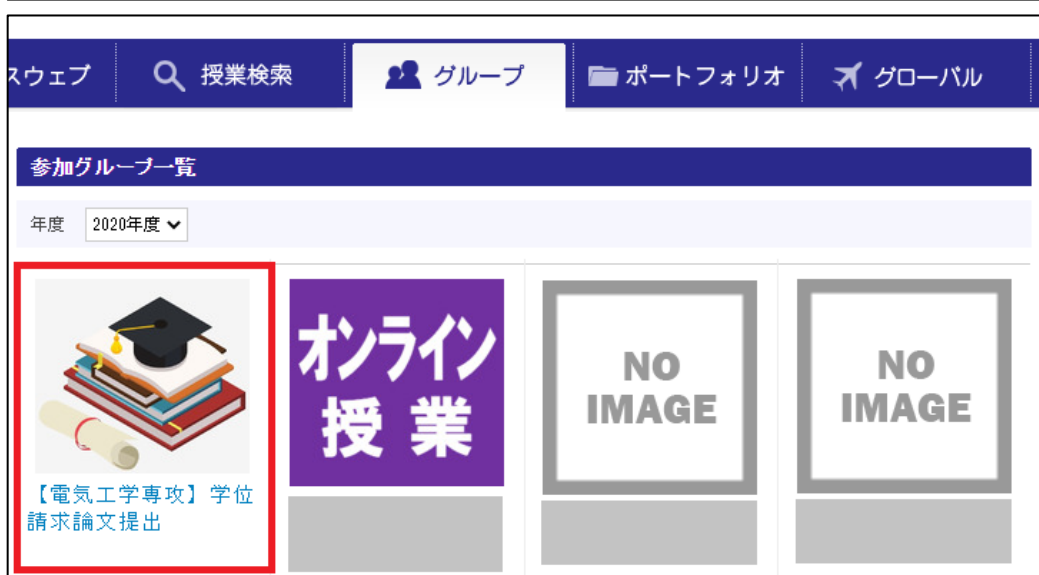 スウェブ
授業検索
グループ
ポートフォリオ
グローバル
参加グループ一覧
年度 2020年度
オンライン
授業
NO
IMAGE
NO
IMAGE
【電気工学専攻】学位
請求論文提出